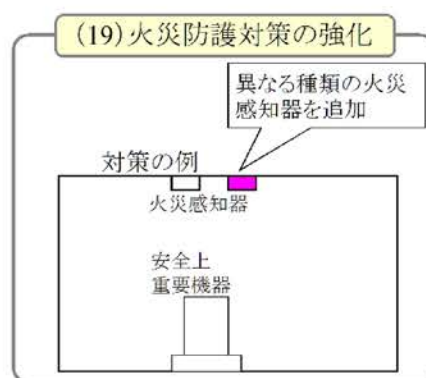 (19)火災防護対策の強化
異なる種類の火災
感知器を追加
対策の例
火災感知器
安全上
重要機器